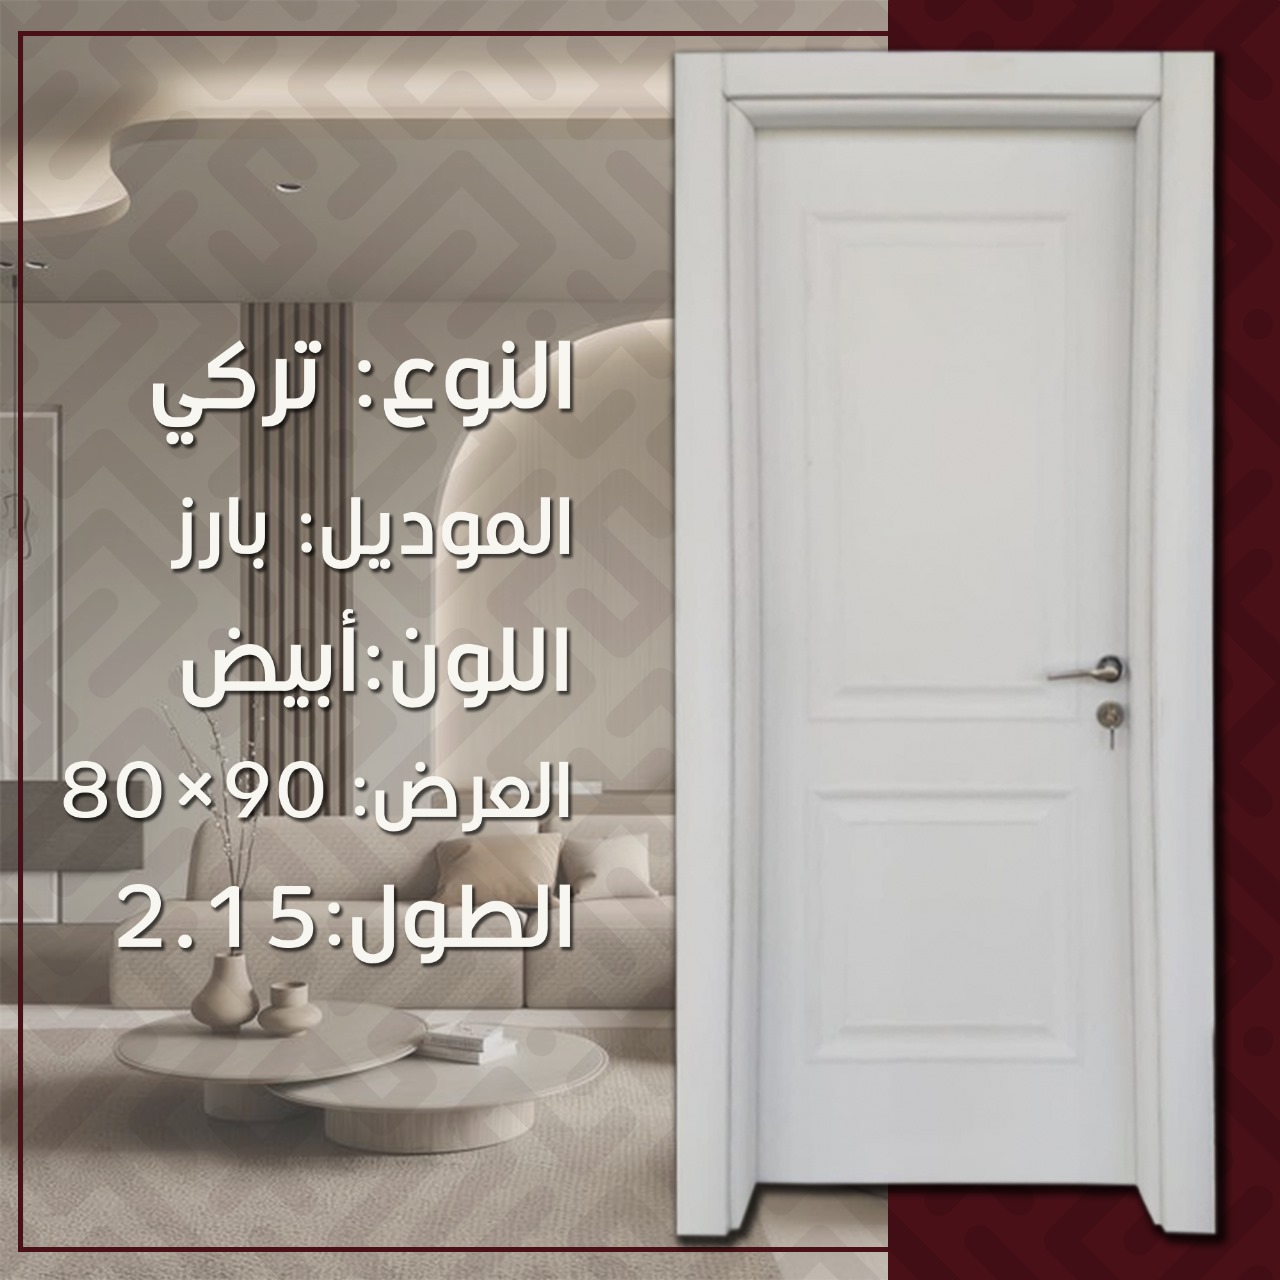 النوع: تركي
الموديل: بارز
اللون:أبيض
العرض: 90×80
الطول:2.15